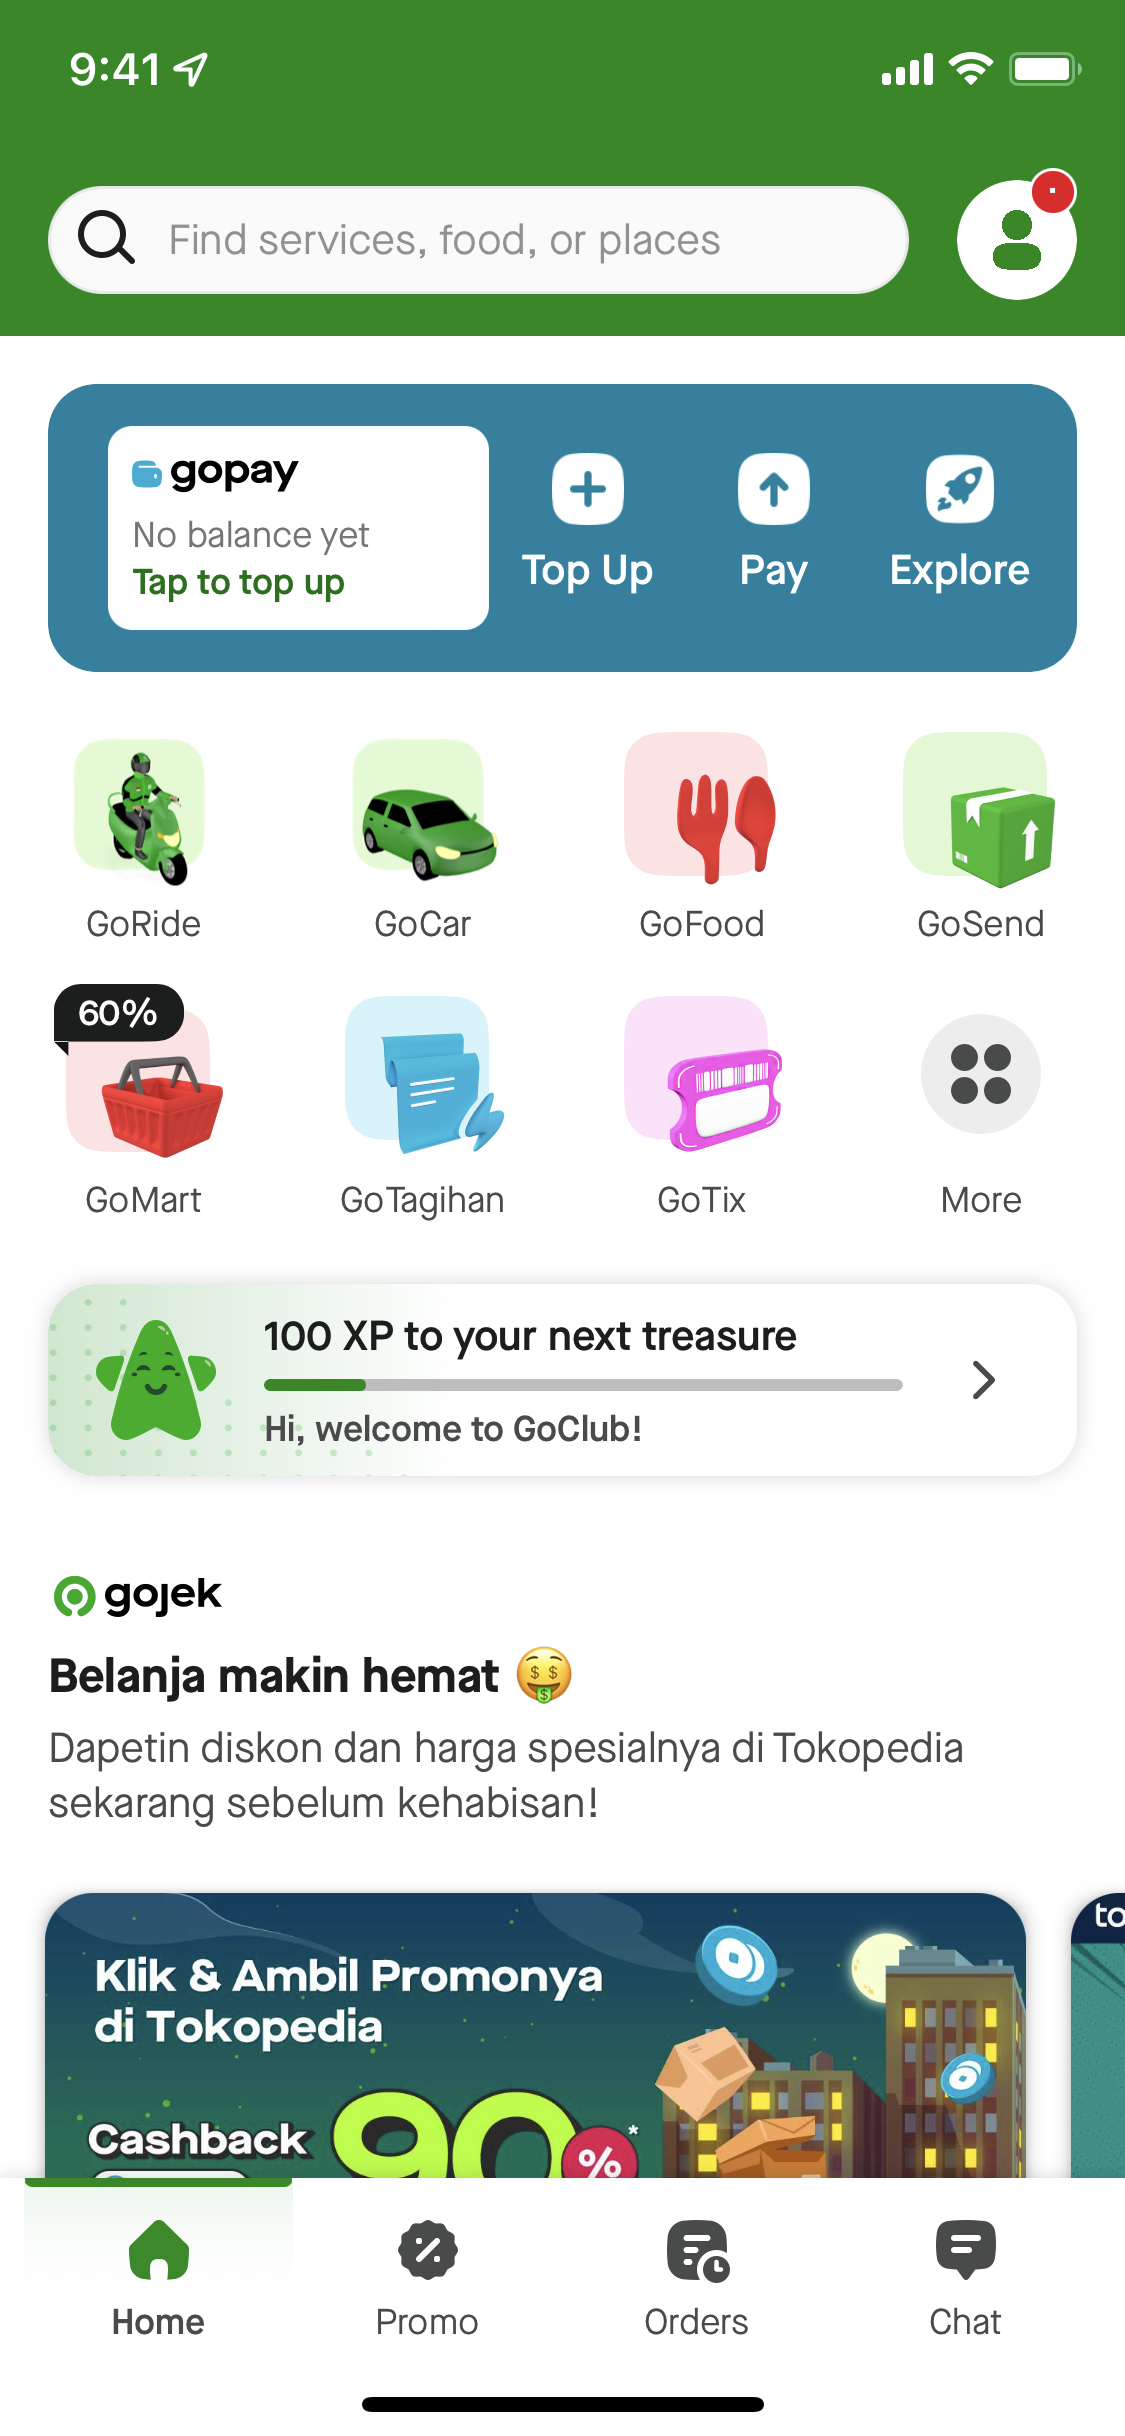 9:41
Find services, food, or places
gopay
No balance yet
Tap to top up
Top Up
Pay
Explore
GoRide
GoCar
GoFood
GoSend
60%
GoMart
GoTagihan
GoTix
More
100 XP to your next treasure
Hi, welcome to GoClub!
gojek
Belanja makin hemat 🤑
Dapetin diskon dan harga spesialnya di Tokopedia
sekarang sebelum kehabisan!
Klik & Ambil Promonya
di Tokopedia
Cashback 90%*
Home
Promo
Orders
Chat